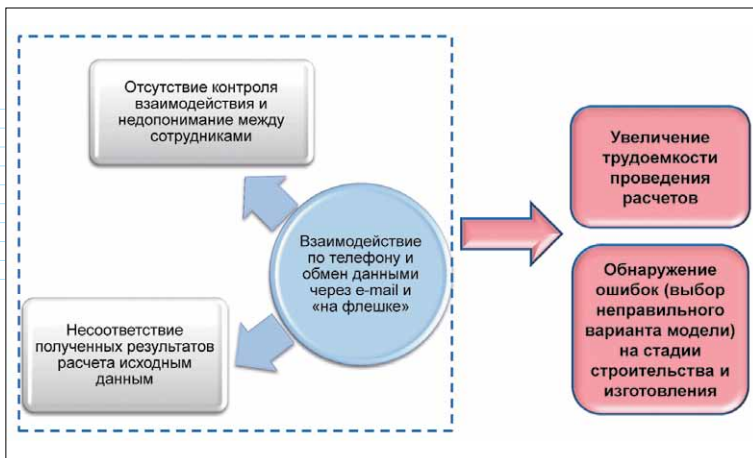 Отсутствие контроля
взаимодействия и
недопонимание между
сотрудниками
Взаимодействие
по телефону и
обмен данными
через e-mail и
«на флешке»
Несоответствие
полученных результатов
расчета исходным
данным
Увеличение
трудоемкости
проведения
расчетов
Обнаружение
ошибок (выбор
неправильного
варианта модели)
на стадии
строительства и
изготовления